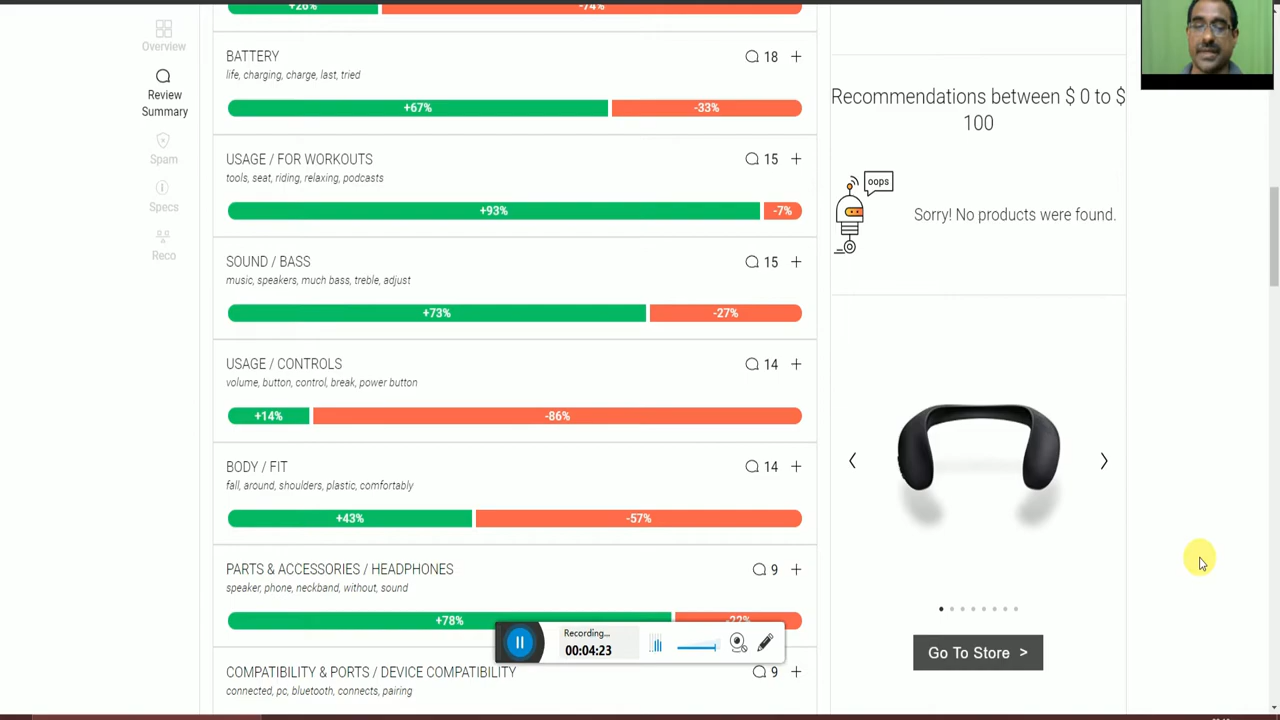 +26%
-74%
Overview
Review
Summary
Spam
Specs
Reco
BATTERY
18 +
life, charging, charge, last, tried
+67%
-33%
USAGE / FOR WORKOUTS
15 +
tools, seat, riding, relaxing, podcasts
+93%
-7%
SOUND / BASS
15 +
music, speakers, much bass, treble, adjust
+73%
-27%
USAGE / CONTROLS
14 +
volume, button, control, break, power button
+14%
-86%
BODY / FIT
14 +
fall, around, shoulders, plastic, comfortably
+43%
-57%
PARTS & ACCESSORIES / HEADPHONES
9 +
speaker, phone, neckband, without, sound
+78%
-22%
COMPATIBILITY & PORTS / DEVICE COMPATIBILITY
9 +
connected, pc, bluetooth, connects, pairing
Recommendations between $ 0 to $
100
oops
Sorry! No products were found.
Go To Store >
Recording...
00:04:23